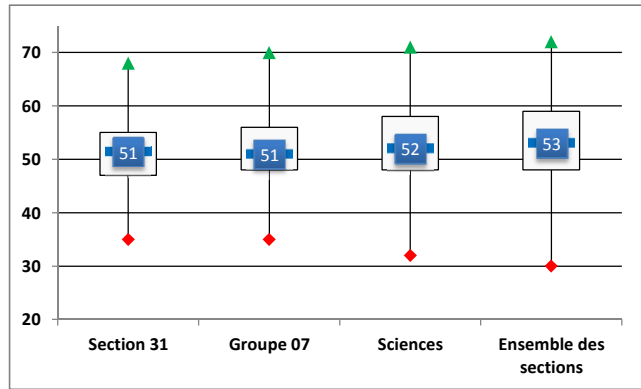 70
60
50
40
30
20
51
51
52
53
Section 31
Groupe 07
Sciences
Ensemble des
sections